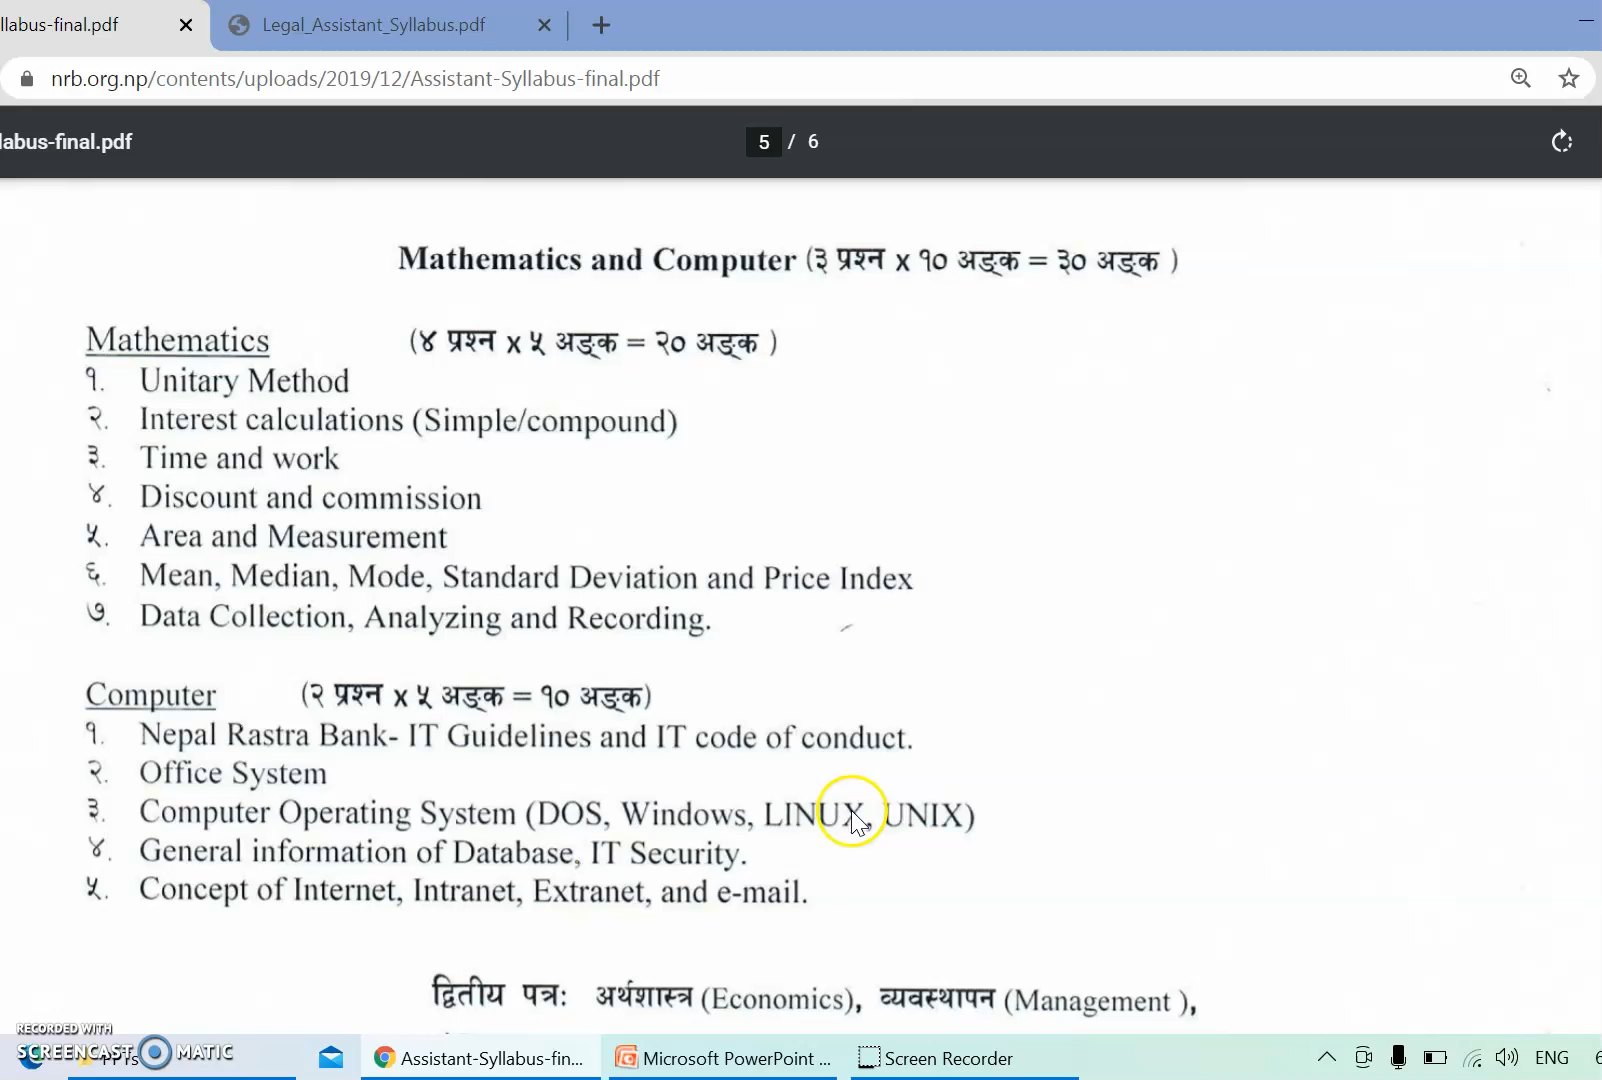 llabus-final.pdf
Legal_Assistant_Syllabus.pdf
nrb.org.np/contents/uploads/2019/12/Assistant-Syllabus-final.pdf
labus-final.pdf
5 / 6
Mathematics and Computer (३ प्रश्न x १० अङ्क = ३० अङ्क )
Mathematics (४ प्रश्न x ५ अङ्क = २० अङ्क )
१. Unitary Method
२. Interest calculations (Simple/compound)
३. Time and work
४. Discount and commission
५. Area and Measurement
६. Mean, Median, Mode, Standard Deviation and Price Index
७. Data Collection, Analyzing and Recording.
Computer (२ प्रश्न x ५ अङ्क = १० अङ्क)
१. Nepal Rastra Bank- IT Guidelines and IT code of conduct.
२. Office System
३. Computer Operating System (DOS, Windows, LINUX, UNIX)
४. General information of Database, IT Security.
५. Concept of Internet, Intranet, Extranet, and e-mail.
द्वितीय पत्र: अर्थशास्त्र (Economics), व्यवस्थापन (Management ),
RECORDED WITH
SCREENCAST MATIC
PPTs
Assistant-Syllabus-fin...
Microsoft PowerPoint ...
Screen Recorder
ENG
6